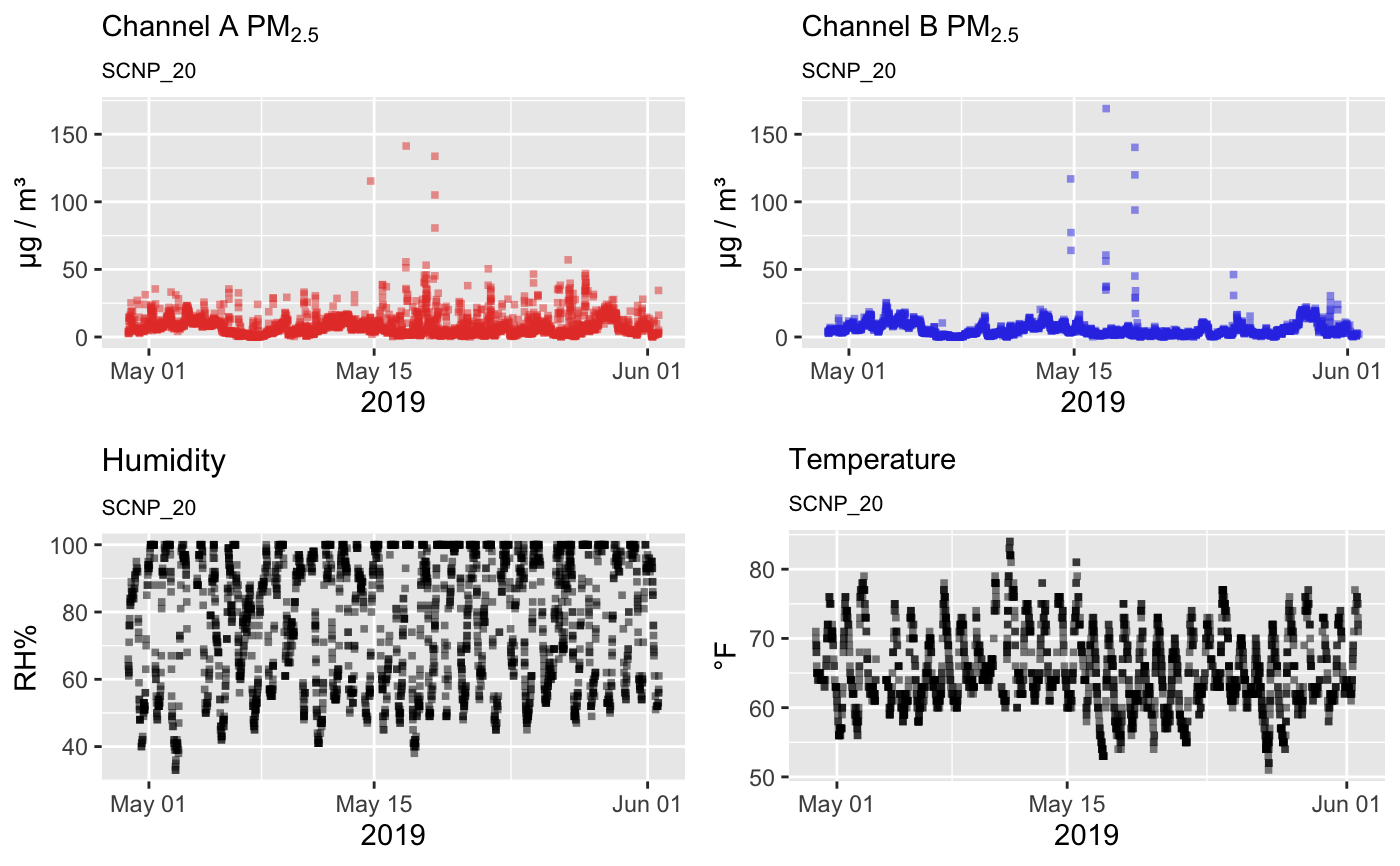 Channel A PM2.5
SCNP_20
150
100
50
0
µg / m³
May 01 May 15 Jun 01
2019
Channel B PM2.5
SCNP_20
150
100
50
0
µg / m³
May 01 May 15 Jun 01
2019
Humidity
SCNP_20
100
80
60
40
RH%
May 01 May 15 Jun 01
2019
Temperature
SCNP_20
80
70
60
50
°F
May 01 May 15 Jun 01
2019